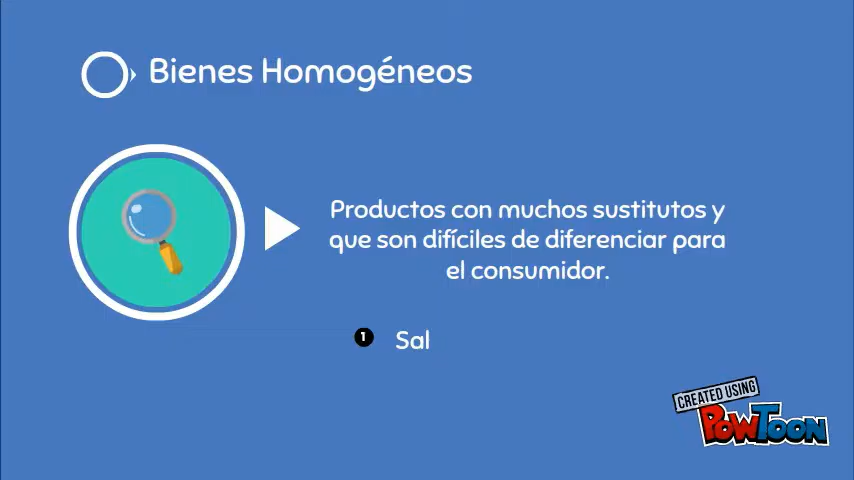 Bienes Homogéneos
Productos con muchos sustitutos y
que son difíciles de diferenciar para
el consumidor.
1 Sal
CREATED USING
POWTOON